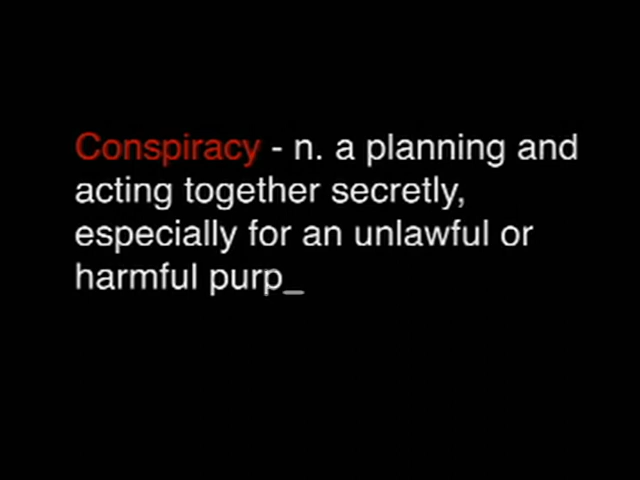 Conspiracy - n. a planning and
acting together secretly,
especially for an unlawful or
harmful purp_